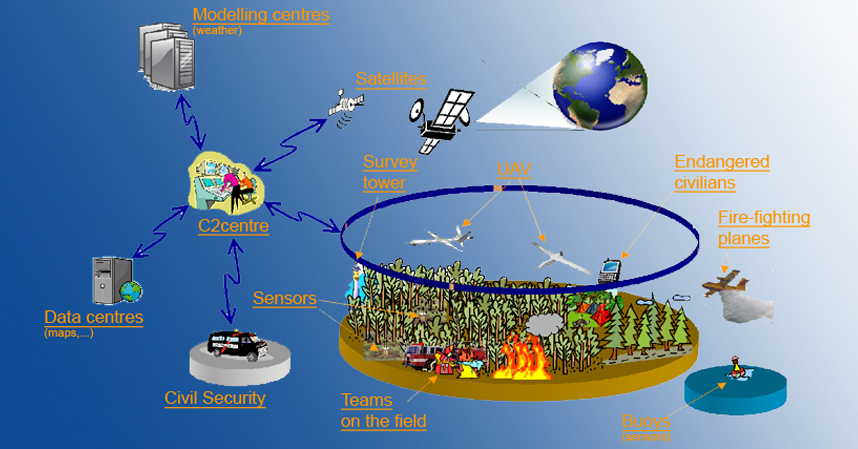 Modelling centres
(weather)
Satellites
Survey
tower
UAV
Endangered
civilians
Fire-fighting
planes
C2centre
Sensors
Data centres
(maps,...)
Civil Security
Teams
on the field
Buoys
(sensors)